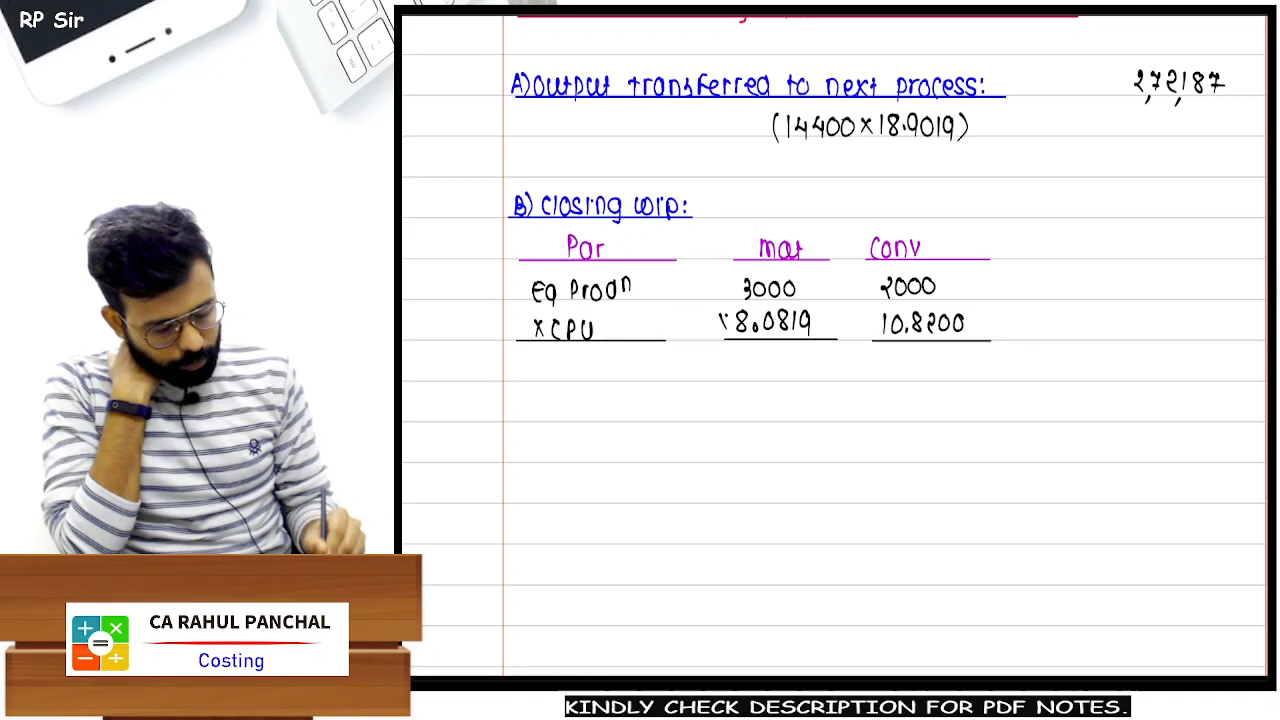 RP Sir
A) Output transferred to next process: 2,72,187
(14400 × 18.9019)
B) Closing WIP:
Par Mat Conv
Eq Prodn 3000 2000
× CPU 8.0819 10.8200
CA RAHUL PANCHAL
Costing
KINDLY CHECK DESCRIPTION FOR PDF NOTES.